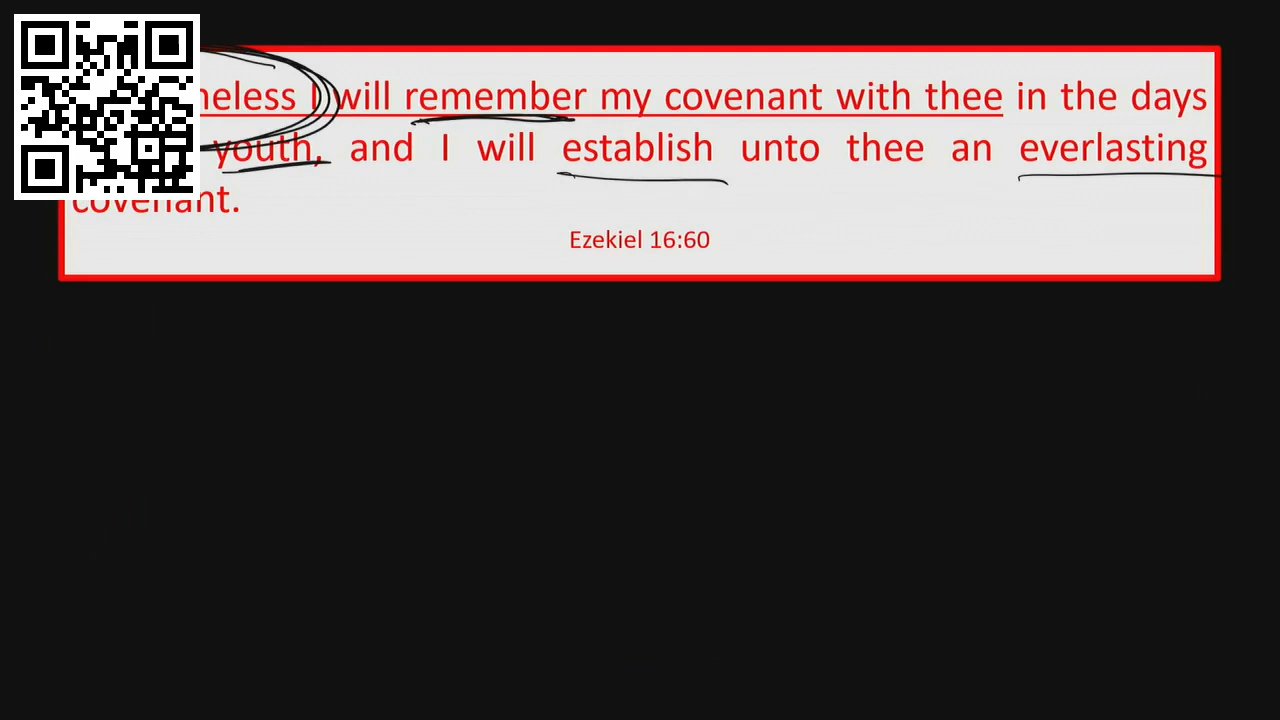 I will remember my covenant with thee in the days
youth, and I will establish unto thee an everlasting
covenant.
Ezekiel 16:60